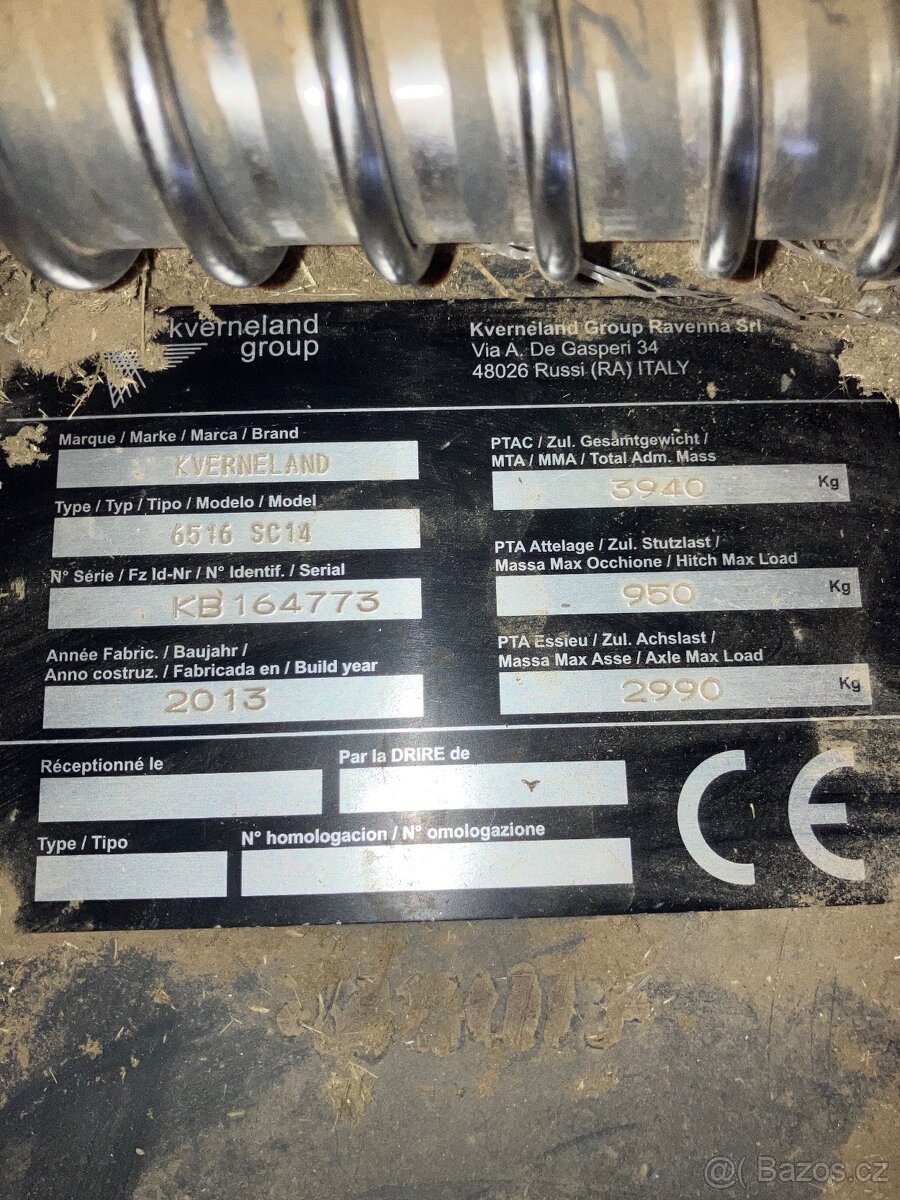 kverneland
group
Kverneland Group Ravenna Srl
Via A. De Gasperi 34
48026 Russi (RA) ITALY
Marque / Marke / Marca / Brand
KVERNELAND
Type / Typ / Tipo / Modelo / Model
6516 SC14
N° Série / Fz Id-Nr / N° Identif. / Serial
KB164773
Année Fabric. / Baujahr /
Anno costruz. / Fabricada en / Build year
2013
PTAC / Zul. Gesamtgewicht /
MTA / MMA / Total Adm. Mass
3940 Kg
PTA Attelage / Zul. Stutzlast /
Massa Max Occhione / Hitch Max Load
950 Kg
PTA Essieu / Zul. Achslast /
Massa Max Asse / Axle Max Load
2990 Kg
Réceptionné le
Par la DRIRE de
Type / Tipo
N° homologacion / N° omologazione
CE
@( Bazos.cz